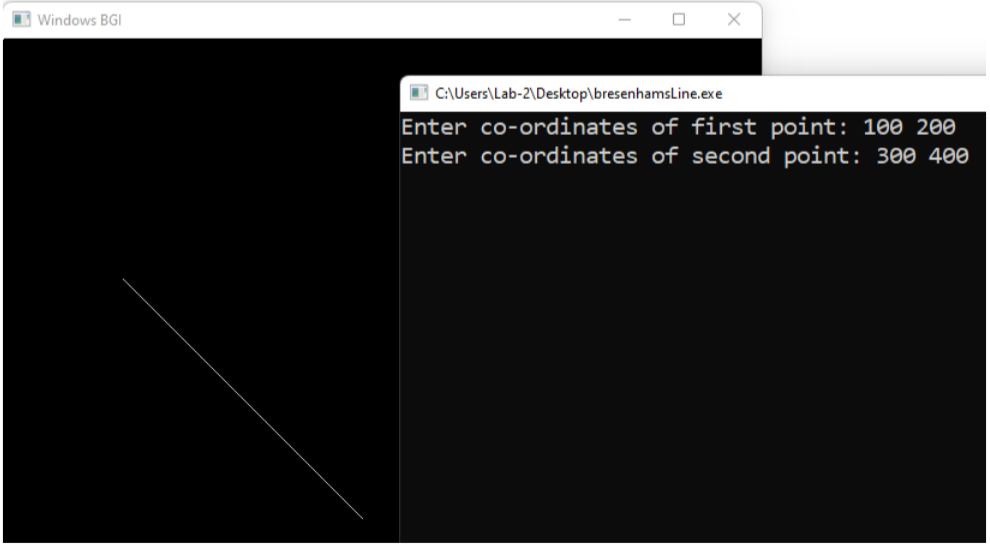 Windows BGI
C:\Users\Lab-2\Desktop\bresenhamsLine.exe
Enter co-ordinates of first point: 100 200
Enter co-ordinates of second point: 300 400